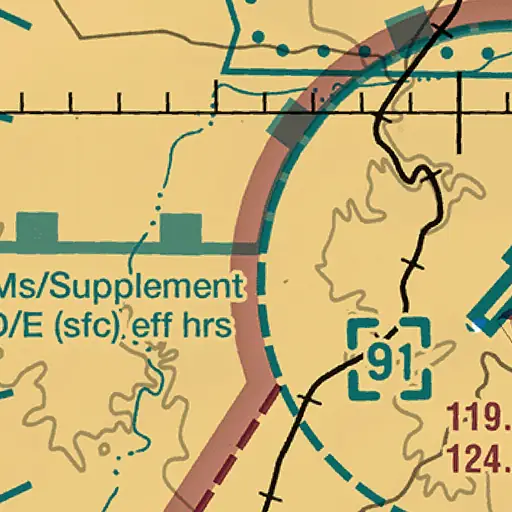 Ms/Supplement
D/E (sfc) eff hrs
91
119.
124.